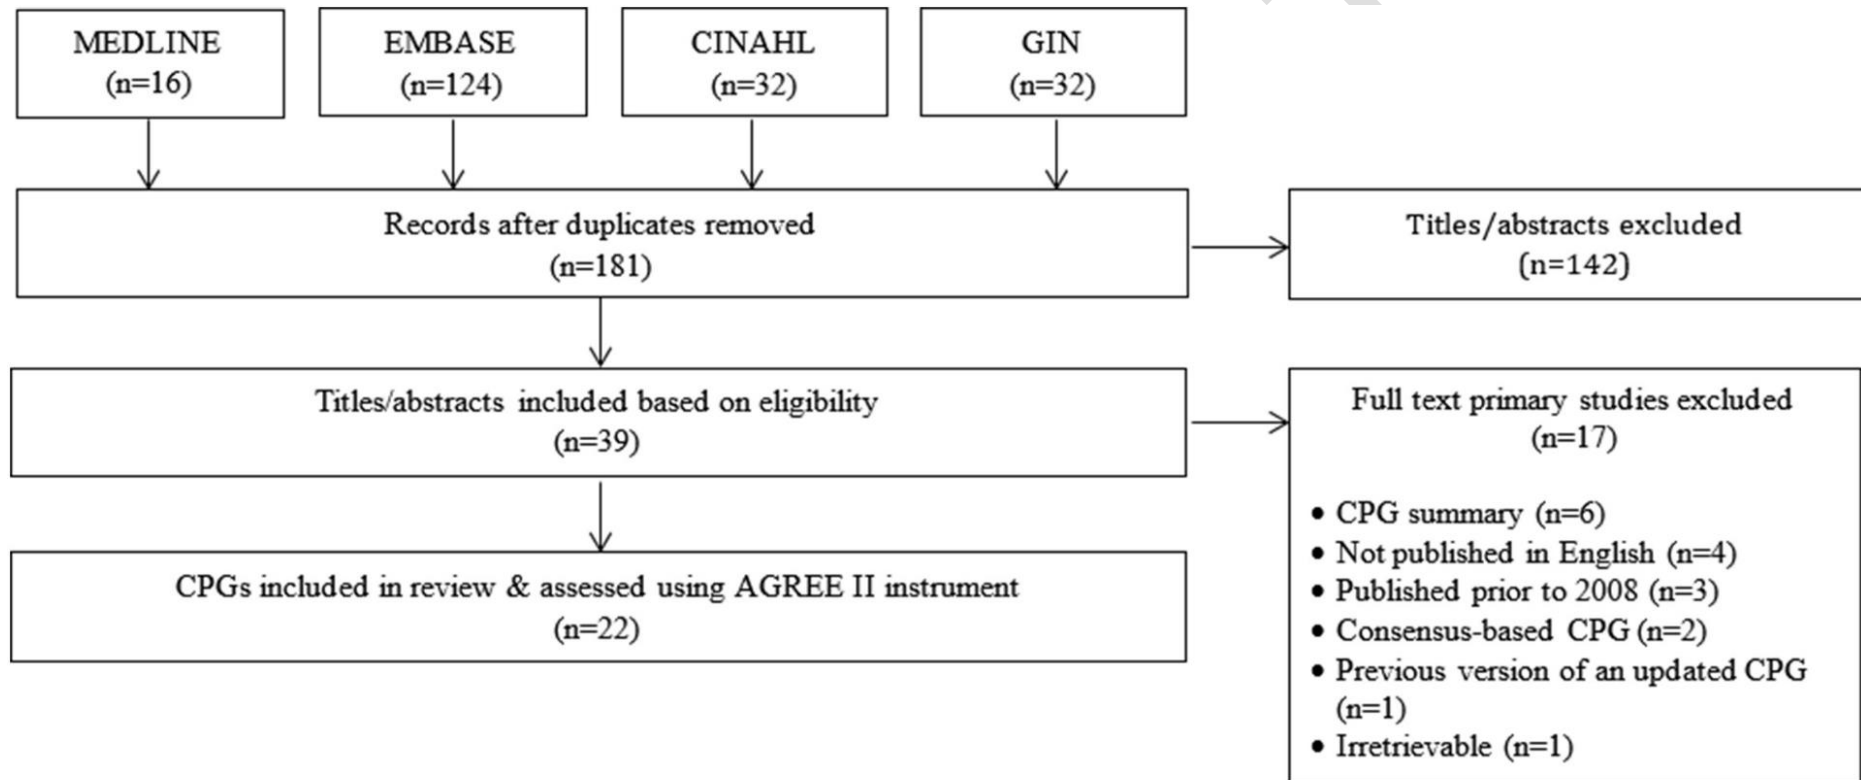 MEDLINE
(n=16)
EMBASE
(n=124)
CINAHL
(n=32)
GIN
(n=32)
Records after duplicates removed
(n=181)
Titles/abstracts excluded
(n=142)
Titles/abstracts included based on eligibility
(n=39)
Full text primary studies excluded
(n=17)
• CPG summary (n=6)
• Not published in English (n=4)
• Published prior to 2008 (n=3)
• Consensus-based CPG (n=2)
• Previous version of an updated CPG
(n=1)
• Irretrievable (n=1)
CPGs included in review & assessed using AGREE II instrument
(n=22)